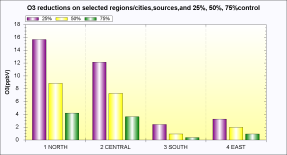 O3 reductions on selected regions/cities,sources,and 25%, 50%, 75%control
25% 50% 75%
18
16
14
12
10
8
6
4
2
0
O3(ppbV)
1 NORTH 2 CENTRAL 3 SOUTH 4 EAST